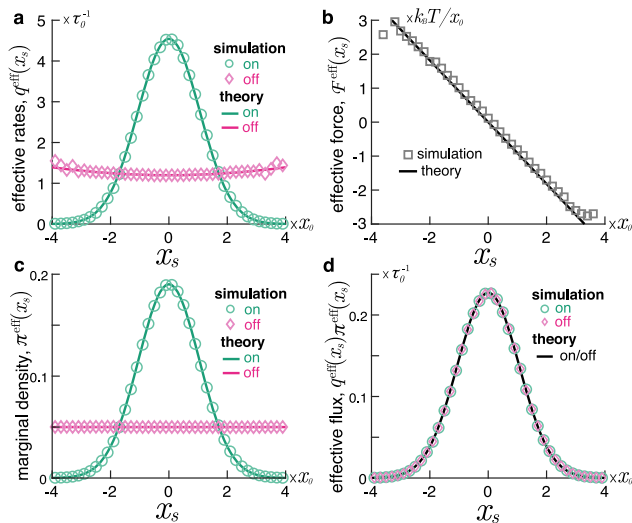 a
×τ₀⁻¹
effective rates, q^eff(x_s)
5
4
3
2
1
0
-4 -2 0 2 4 ×x₀
x_s
simulation
on
off
theory
on
off
b
×k_BT/x₀
effective force, F^eff(x_s)
3
2
1
0
-1
-2
-3
-4 -2 0 2 4 ×x₀
x_s
simulation
theory
c
marginal density, π^eff(x_s)
0.2
0.1
0
-4 -2 0 2 4 ×x₀
x_s
simulation
on
off
theory
on
off
d
×τ₀⁻¹
effective flux, q^eff(x_s)π^eff(x_s)
0.2
0.1
0
-4 -2 0 2 4 ×x₀
x_s
simulation
on
off
theory
on/off